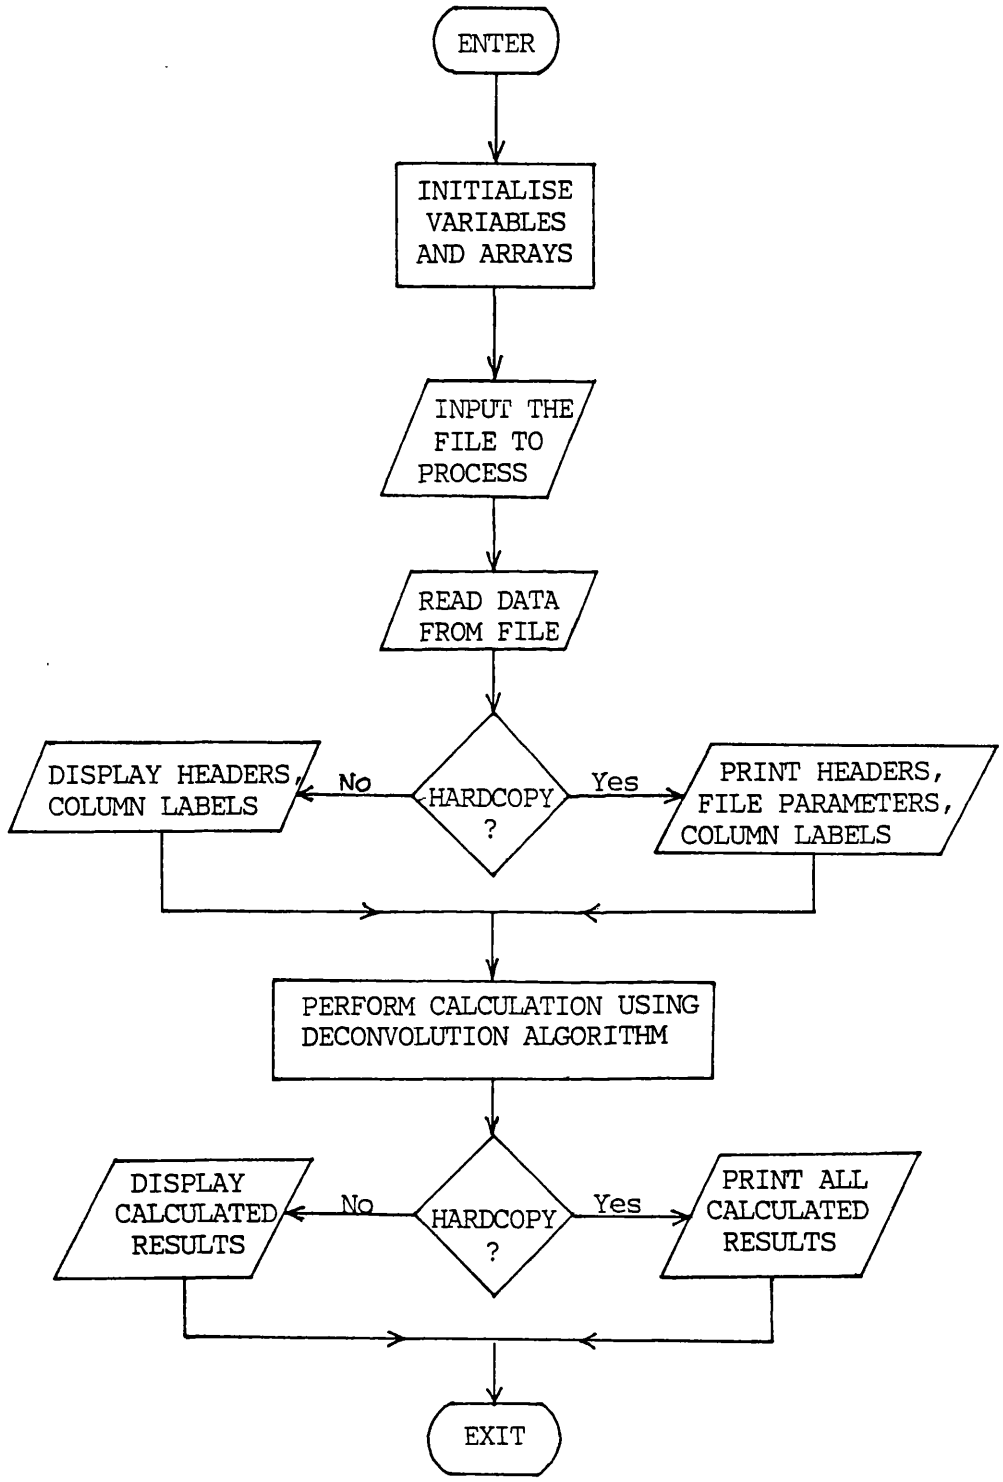 ENTER
INITIALISE
VARIABLES
AND ARRAYS
INPUT THE
FILE TO
PROCESS
READ DATA
FROM FILE
DISPLAY HEADERS,
COLUMN LABELS
No
HARDCOPY
?
Yes
PRINT HEADERS,
FILE PARAMETERS,
COLUMN LABELS
PERFORM CALCULATION USING
DECONVOLUTION ALGORITHM
DISPLAY
CALCULATED
RESULTS
No
HARDCOPY
?
Yes
PRINT ALL
CALCULATED
RESULTS
EXIT